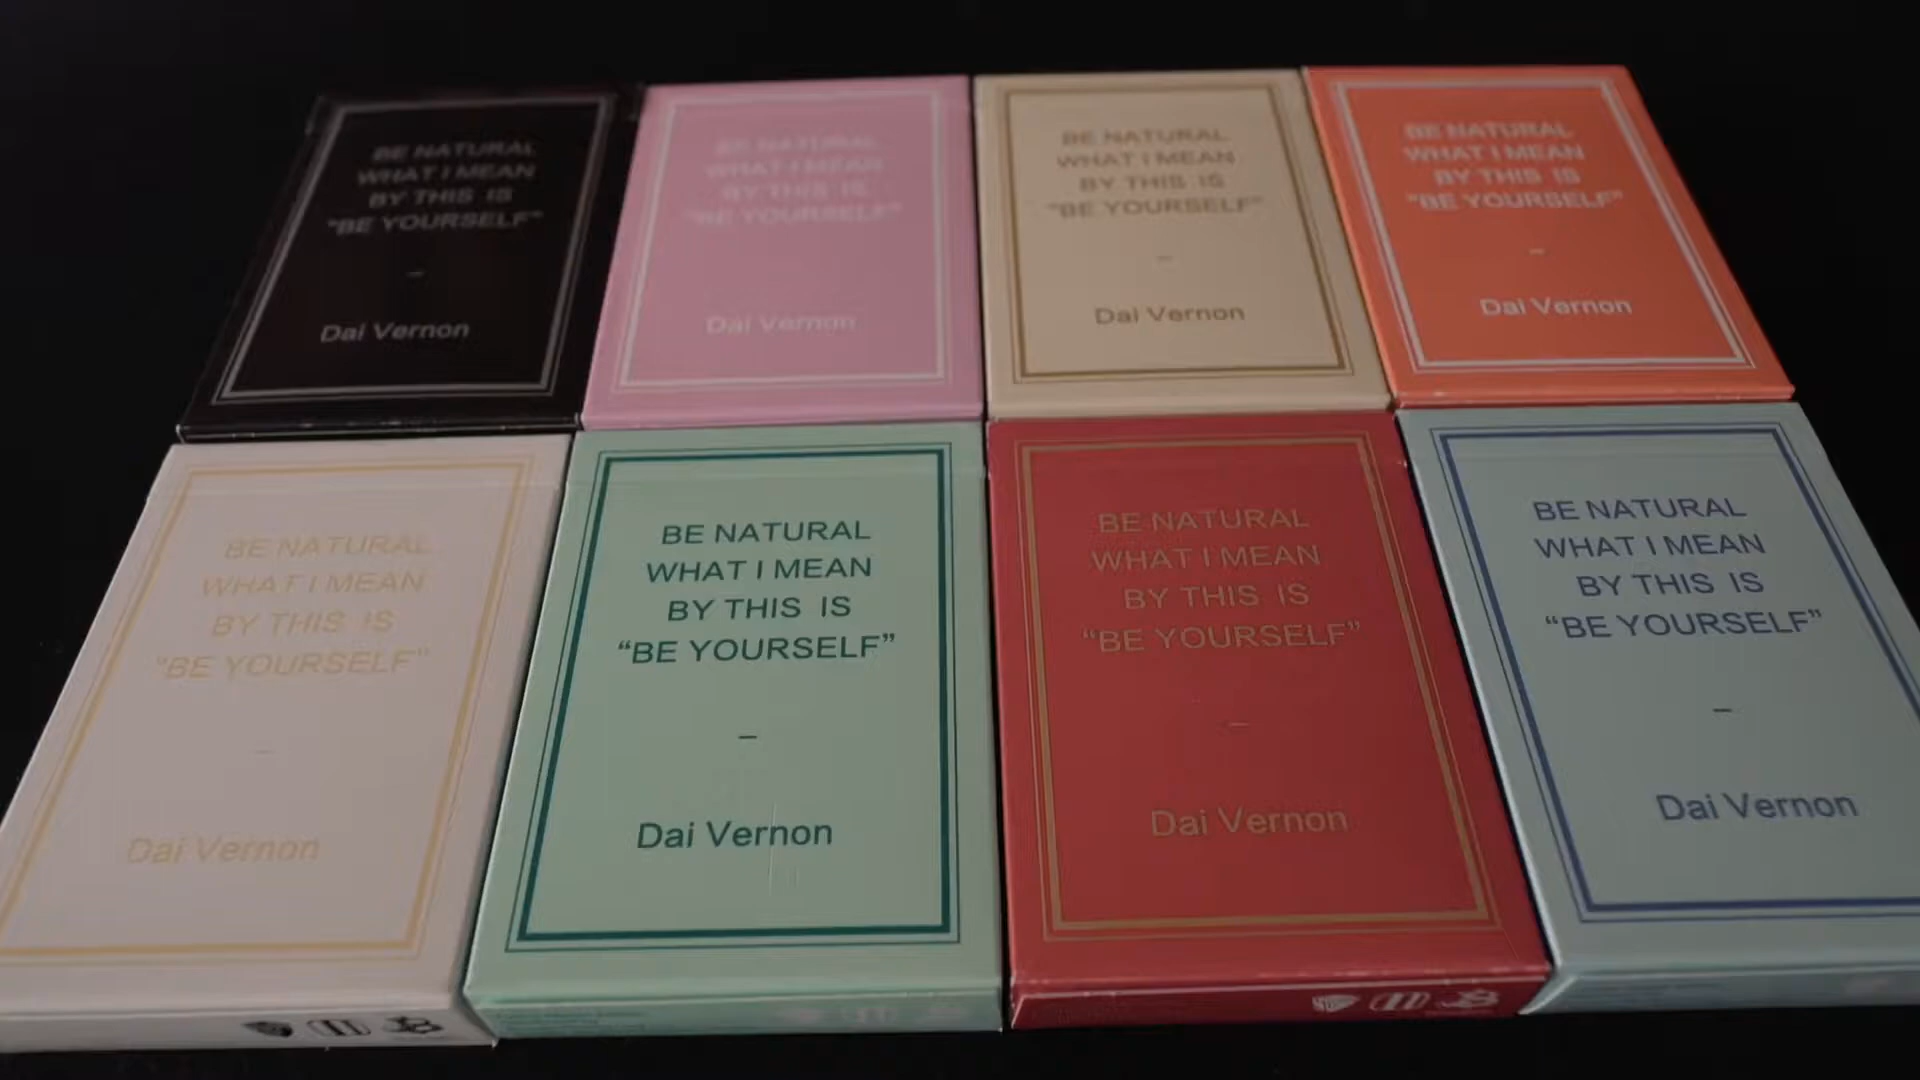 BE NATURAL
WHAT I MEAN
BY THIS IS
"BE YOURSELF"
–
Dai Vernon
BE NATURAL
WHAT I MEAN
BY THIS IS
"BE YOURSELF"
–
Dai Vernon
BE NATURAL
WHAT I MEAN
BY THIS IS
"BE YOURSELF"
–
Dai Vernon
BE NATURAL
WHAT I MEAN
BY THIS IS
"BE YOURSELF"
–
Dai Vernon
BE NATURAL
WHAT I MEAN
BY THIS IS
"BE YOURSELF"
–
Dai Vernon
BE NATURAL
WHAT I MEAN
BY THIS IS
“BE YOURSELF”
–
Dai Vernon
BE NATURAL
WHAT I MEAN
BY THIS IS
“BE YOURSELF”
–
Dai Vernon
BE NATURAL
WHAT I MEAN
BY THIS IS
“BE YOURSELF”
–
Dai Vernon